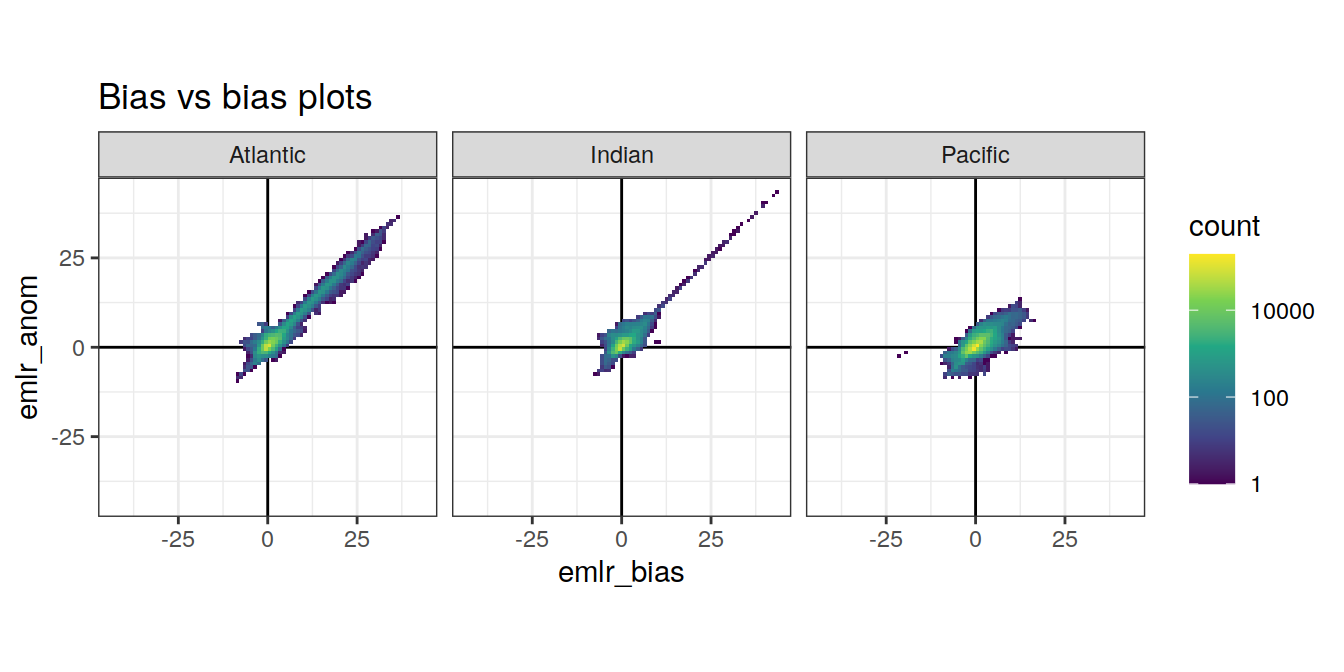 Bias vs bias plots
Atlantic Indian Pacific
count
25
0
-25
10000
100
1
emlr_anom
-25 0 25 -25 0 25 -25 0 25
emlr_bias